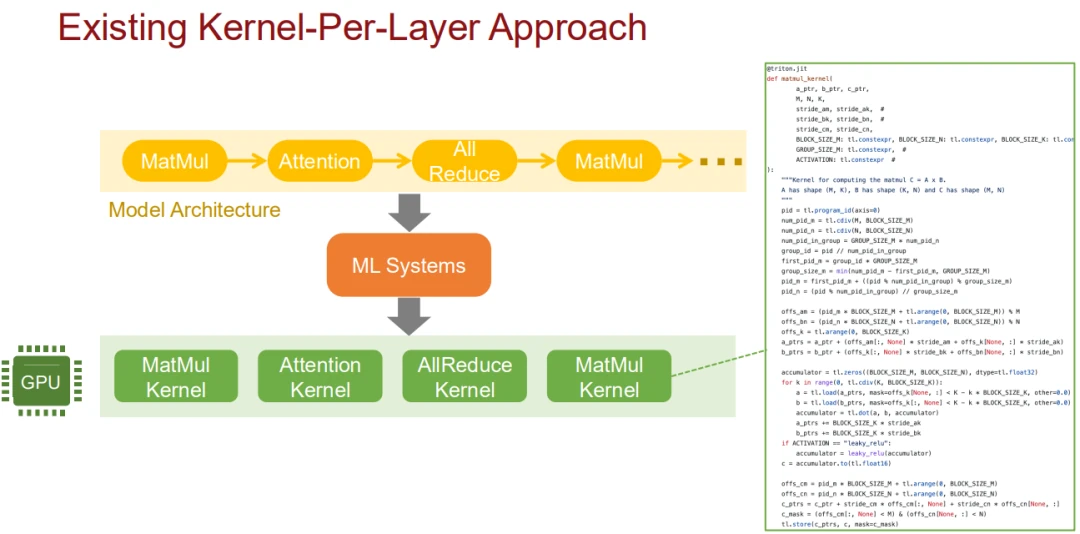 Existing Kernel-Per-Layer Approach
MatMul
Attention
All
Reduce
MatMul
Model Architecture
ML Systems
GPU
MatMul
Kernel
Attention
Kernel
AllReduce
Kernel
MatMul
Kernel
@triton.jit
def matmul_kernel(
a_ptr, b_ptr, c_ptr,
M, N, K,
stride_am, stride_ak,  #
stride_bk, stride_bn,  #
stride_cm, stride_cn,
BLOCK_SIZE_M: tl.constexpr, BLOCK_SIZE_N: tl.constexpr, BLOCK_SIZE_K: tl.con
GROUP_SIZE_M: tl.constexpr,  #
ACTIVATION: tl.constexpr  #
):
"""Kernel for computing the matmul C = A x B.
A has shape (M, K), B has shape (K, N) and C has shape (M, N)
"""
pid = tl.program_id(axis=0)
num_pid_m = tl.cdiv(M, BLOCK_SIZE_M)
num_pid_n = tl.cdiv(N, BLOCK_SIZE_N)
num_pid_in_group = GROUP_SIZE_M * num_pid_n
group_id = pid // num_pid_in_group
first_pid_m = group_id * GROUP_SIZE_M
group_size_m = min(num_pid_m - first_pid_m, GROUP_SIZE_M)
pid_m = first_pid_m + ((pid % num_pid_in_group) % group_size_m)
pid_n = (pid % num_pid_in_group) // group_size_m
offs_am = (pid_m * BLOCK_SIZE_M + tl.arange(0, BLOCK_SIZE_M)) % M
offs_bn = (pid_n * BLOCK_SIZE_N + tl.arange(0, BLOCK_SIZE_N)) % N
offs_k = tl.arange(0, BLOCK_SIZE_K)
a_ptrs = a_ptr + (offs_am[:, None] * stride_am + offs_k[None, :] * stride_ak)
b_ptrs = b_ptr + (offs_k[:, None] * stride_bk + offs_bn[None, :] * stride_bn)
accumulator = tl.zeros((BLOCK_SIZE_M, BLOCK_SIZE_N), dtype=tl.float32)
for k in range(0, tl.cdiv(K, BLOCK_SIZE_K)):
a = tl.load(a_ptrs, mask=offs_k[None, :] < K - k * BLOCK_SIZE_K, other=0.0)
b = tl.load(b_ptrs, mask=offs_k[:, None] < K - k * BLOCK_SIZE_K, other=0.0)
accumulator = tl.dot(a, b, accumulator)
a_ptrs += BLOCK_SIZE_K * stride_ak
b_ptrs += BLOCK_SIZE_K * stride_bk
if ACTIVATION == "leaky_relu":
accumulator = leaky_relu(accumulator)
c = accumulator.to(tl.float16)
offs_cm = pid_m * BLOCK_SIZE_M + tl.arange(0, BLOCK_SIZE_M)
offs_cn = pid_n * BLOCK_SIZE_N + tl.arange(0, BLOCK_SIZE_N)
c_ptrs = c_ptr + stride_cm * offs_cm[:, None] + stride_cn * offs_cn[None, :]
c_mask = (offs_cm[:, None] < M) & (offs_cn[None, :] < N)
tl.store(c_ptrs, c, mask=c_mask)